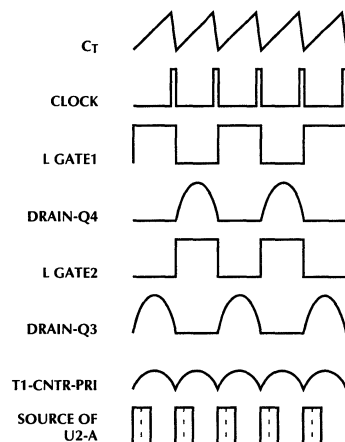 CT
CLOCK
L GATE1
DRAIN-Q4
L GATE2
DRAIN-Q3
T1-CNTR-PRI
SOURCE OF
U2-A